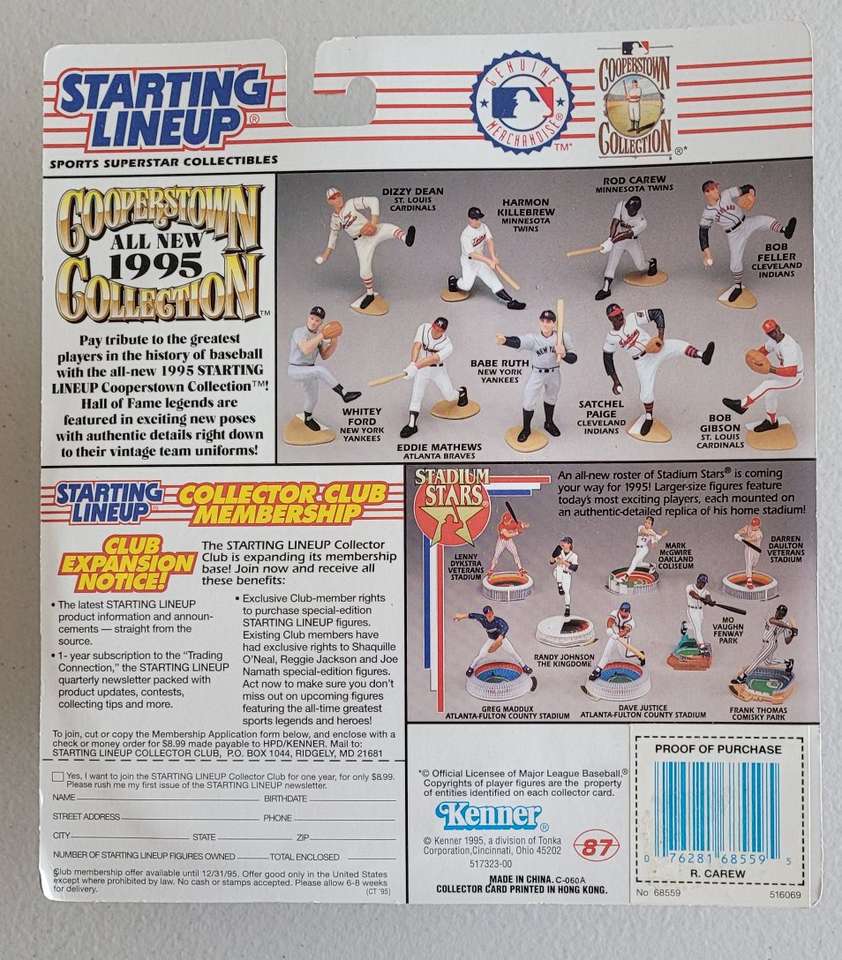 STARTING
LINEUP®
SPORTS SUPERSTAR COLLECTIBLES
GENUINE
MERCHANDISE®
TM
COOPERSTOWN
COLLECTION®*
COOPERSTOWN
ALL NEW
1995
COLLECTION™
Pay tribute to the greatest
players in the history of baseball
with the all-new 1995 STARTING
LINEUP Cooperstown Collection™!
Hall of Fame legends are
featured in exciting new poses
with authentic details right down
to their vintage team uniforms!
DIZZY DEAN
ST. LOUIS
CARDINALS
HARMON
KILLEBREW
MINNESOTA
TWINS
ROD CAREW
MINNESOTA TWINS
BOB
FELLER
CLEVELAND
INDIANS
WHITEY
FORD
NEW YORK
YANKEES
EDDIE MATHEWS
ATLANTA BRAVES
BABE RUTH
NEW YORK
YANKEES
NEW YORK
SATCHEL
PAIGE
CLEVELAND
INDIANS
BOB
GIBSON
ST. LOUIS
CARDINALS
STARTING
LINEUP®
COLLECTOR CLUB
MEMBERSHIP
CLUB
EXPANSION
NOTICE!
The STARTING LINEUP Collector
Club is expanding its membership
base! Join now and receive all
these benefits:
• The latest STARTING LINEUP
product information and announ-
cements — straight from the
source.
• 1- year subscription to the "Trading
Connection," the STARTING LINEUP
quarterly newsletter packed with
product updates, contests,
collecting tips and more.
• Exclusive Club-member rights
to purchase special-edition
STARTING LINEUP figures.
Existing Club members have
had exclusive rights to Shaquille
O'Neal, Reggie Jackson and Joe
Namath special-edition figures.
Act now to make sure you don't
miss out on upcoming figures
featuring the all-time greatest
sports legends and heroes!
To join, cut or copy the Membership Application form below, and enclose with a
check or money order for $8.99 made payable to HPD/KENNER. Mail to:
STARTING LINEUP COLLECTOR CLUB, P.O. BOX 1044, RIDGELY, MD 21681
Yes, I want to join the STARTING LINEUP Collector Club for one year, for only $8.99.
Please rush me my first issue of the STARTING LINEUP newsletter.
NAME BIRTHDATE
STREET ADDRESS PHONE
CITY STATE ZIP
NUMBER OF STARTING LINEUP FIGURES OWNED TOTAL ENCLOSED
Club membership offer available until 12/31/95. Offer good only in the United States
except where prohibited by law. No cash or stamps accepted. Please allow 6-8 weeks
for delivery. (CT '95)
STADIUM
STARS
An all-new roster of Stadium Stars® is coming
your way for 1995! Larger-size figures feature
today's most exciting players, each mounted on
an authentic-detailed replica of his home stadium!
LENNY
DYKSTRA
VETERANS
STADIUM
MARK
McGWIRE
OAKLAND
COLISEUM
DARREN
DAULTON
VETERANS
STADIUM
RANDY JOHNSON
THE KINGDOME
MO
VAUGHN
FENWAY
PARK
GREG MADDUX
ATLANTA-FULTON COUNTY STADIUM
DAVE JUSTICE
ATLANTA-FULTON COUNTY STADIUM
FRANK THOMAS
COMISKY PARK
*© Official Licensee of Major League Baseball.®
Copyrights of player figures are the property
of entities identified on each collector card.
Kenner®
© Kenner 1995, a division of Tonka
Corporation,Cincinnati, Ohio 45202
517323-00
87
MADE IN CHINA. C-060A
COLLECTOR CARD PRINTED IN HONG KONG.
PROOF OF PURCHASE
0 76281 68559 5
R. CAREW
No 68559 516069